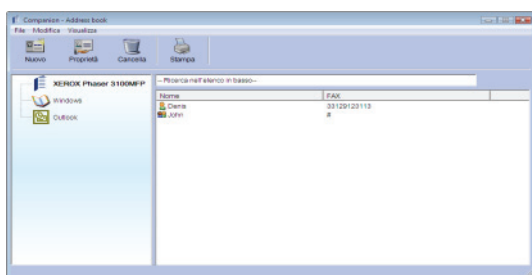 Companion - Address book
File Modifica Visualizza
Nuovo Proprietà Cancella Stampa
XEROX Phaser 3100MFP
Windows
Outlook
--Ricerca nell'elenco in basso--
Nome FAX
Denis 33129123113
John #